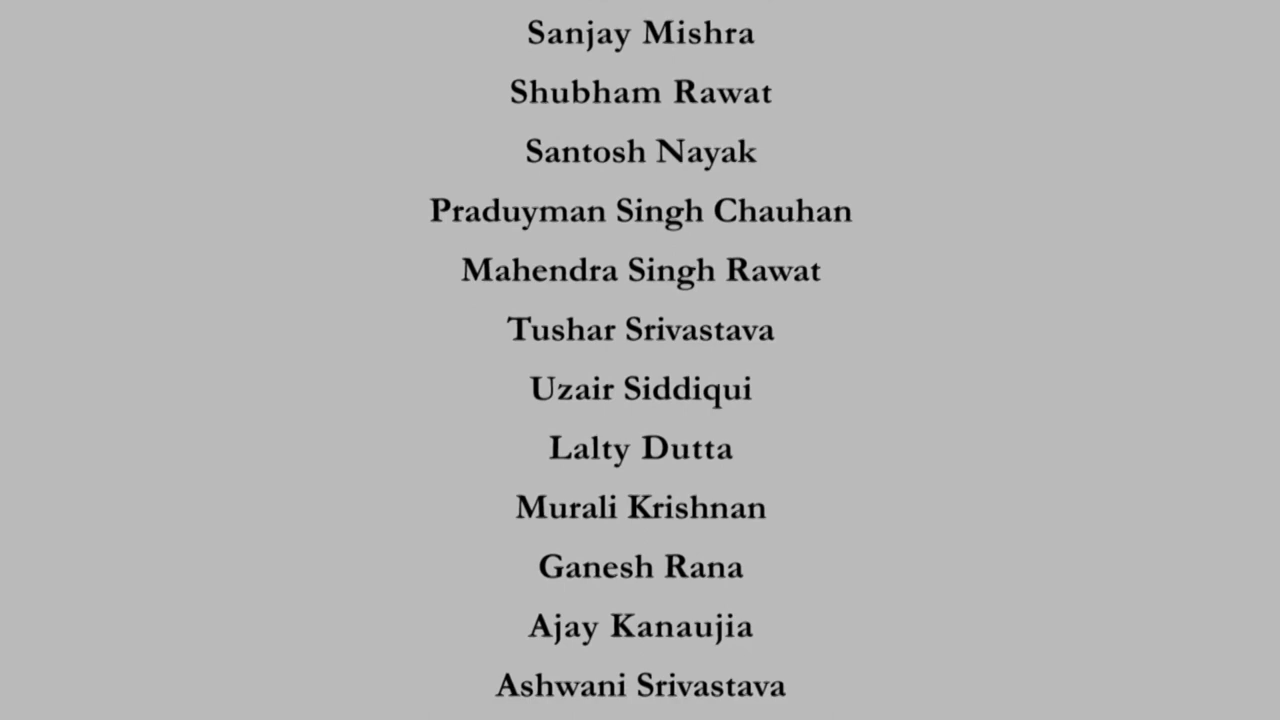 Sanjay Mishra
Shubham Rawat
Santosh Nayak
Praduyman Singh Chauhan
Mahendra Singh Rawat
Tushar Srivastava
Uzair Siddiqui
Lalty Dutta
Murali Krishnan
Ganesh Rana
Ajay Kanaujia
Ashwani Srivastava